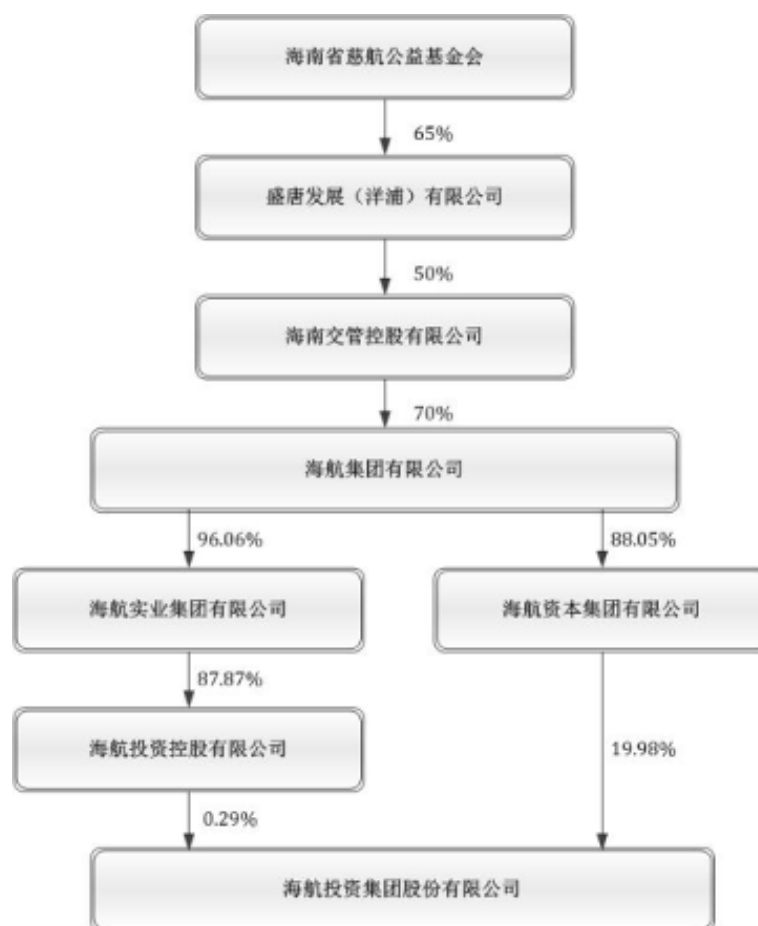 海南省慈航公益基金会
65%
盛唐发展（洋浦）有限公司
50%
海南交管控股有限公司
70%
海航集团有限公司
96.06%
88.05%
海航实业集团有限公司
海航资本集团有限公司
87.87%
海航投资控股有限公司
19.98%
0.29%
海航投资集团股份有限公司